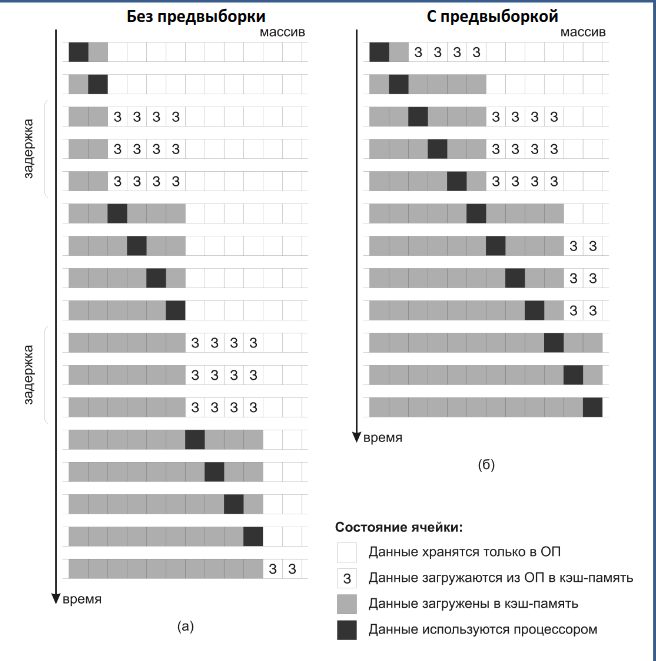 Без предвыборки
массив
З З З З
З З З З
З З З З
задержка
З З З З
З З З З
З З З З
задержка
З З
время
(а)
С предвыборкой
массив
З З З З
З З З З
З З З З
З З З З
З З
З З
З З
время
(б)
Состояние ячейки:
Данные хранятся только в ОП
З Данные загружаются из ОП в кэш-память
Данные загружены в кэш-память
Данные используются процессором